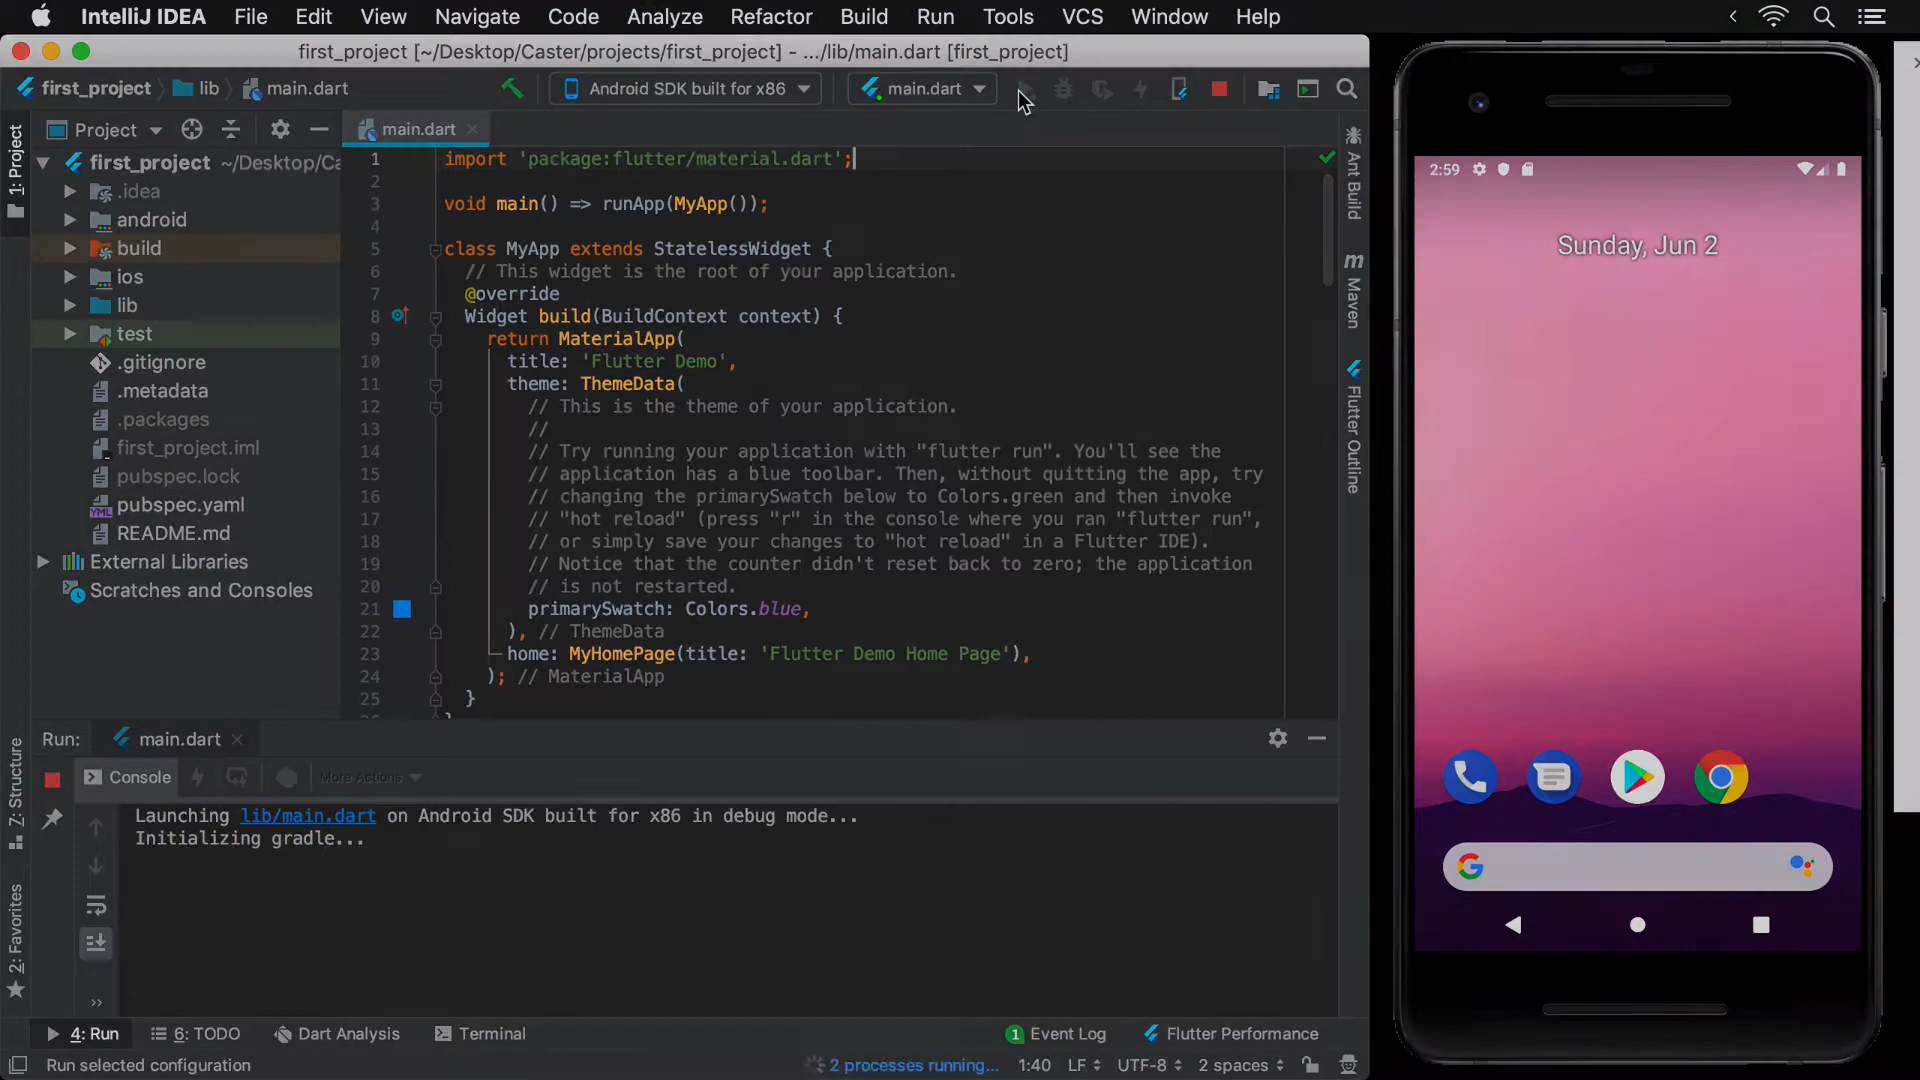 IntelliJ IDEA File Edit View Navigate Code Analyze Refactor Build Run Tools VCS Window Help
first_project [~/Desktop/Caster/projects/first_project] - .../lib/main.dart [first_project]
first_project lib main.dart Android SDK built for x86 main.dart
1: Project
Project
main.dart
first_project ~/Desktop/Ca
.idea
android
build
ios
lib
test
.gitignore
.metadata
.packages
first_project.iml
pubspec.lock
pubspec.yaml
README.md
External Libraries
Scratches and Consoles
1 import 'package:flutter/material.dart';
2
3 void main() => runApp(MyApp());
4
5 class MyApp extends StatelessWidget {
6 // This widget is the root of your application.
7 @override
8 Widget build(BuildContext context) {
9 return MaterialApp(
10 title: 'Flutter Demo',
11 theme: ThemeData(
12 // This is the theme of your application.
13 //
14 // Try running your application with "flutter run". You'll see the
15 // application has a blue toolbar. Then, without quitting the app, try
16 // changing the primarySwatch below to Colors.green and then invoke
17 // "hot reload" (press "r" in the console where you ran "flutter run",
18 // or simply save your changes to "hot reload" in a Flutter IDE).
19 // Notice that the counter didn't reset back to zero; the application
20 // is not restarted.
21 primarySwatch: Colors.blue,
22 ), // ThemeData
23 home: MyHomePage(title: 'Flutter Demo Home Page'),
24 ); // MaterialApp
25 }
Ant Build
m
Maven
Flutter Outline
Run: main.dart
Z: Structure
2: Favorites
Console More Actions
Launching lib/main.dart on Android SDK built for x86 in debug mode...
Initializing gradle...
4: Run 6: TODO Dart Analysis Terminal 1 Event Log Flutter Performance
Run selected configuration 2 processes running... 1:40 LF UTF-8 2 spaces
2:59
Sunday, Jun 2